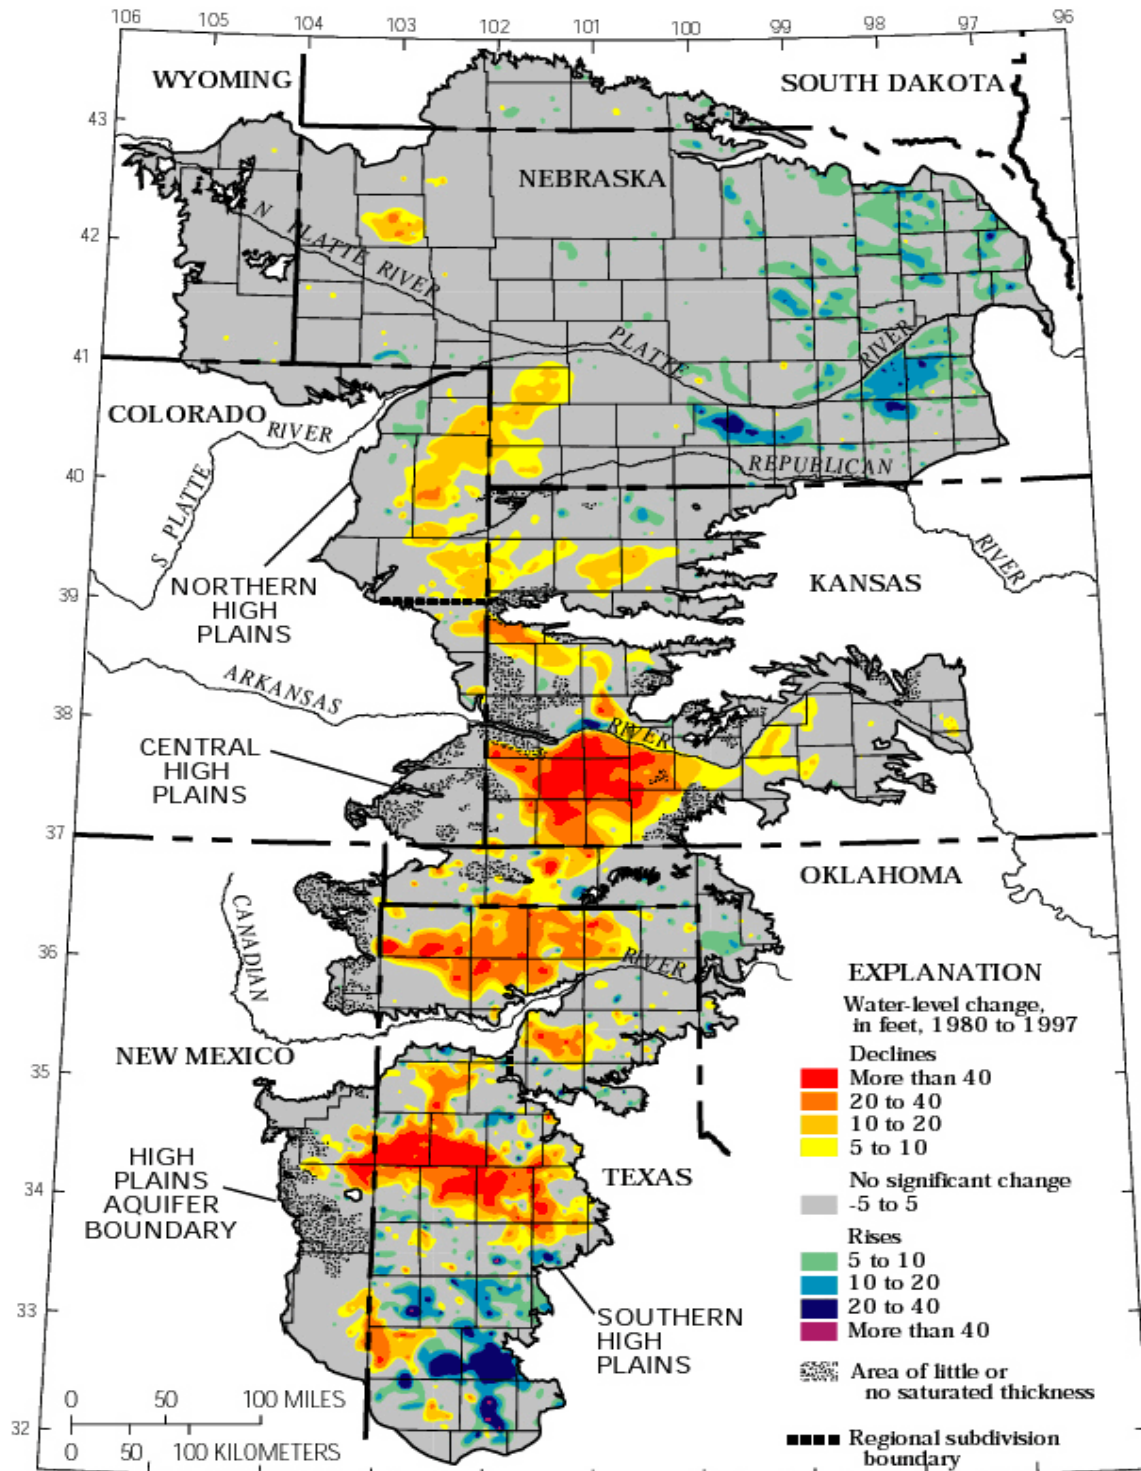 106 105 104 103 102 101 100 99 98 97 96
WYOMING
SOUTH DAKOTA
43
NEBRASKA
N PLATTE RIVER
42
PLATTE RIVER
41
COLORADO
RIVER
S PLATTE
REPUBLICAN
RIVER
40
NORTHERN
HIGH
PLAINS
KANSAS
39
ARKANSAS
RIVER
38
CENTRAL
HIGH
PLAINS
37
OKLAHOMA
CANADIAN
RIVER
36
EXPLANATION
Water-level change,
in feet, 1980 to 1997
Declines
More than 40
20 to 40
10 to 20
5 to 10
No significant change
-5 to 5
Rises
5 to 10
10 to 20
20 to 40
More than 40
Area of little or
no saturated thickness
Regional subdivision
boundary
NEW MEXICO
35
HIGH
PLAINS
AQUIFER
BOUNDARY
TEXAS
34
33
SOUTHERN
HIGH
PLAINS
0 50 100 MILES
0 50 100 KILOMETERS
32